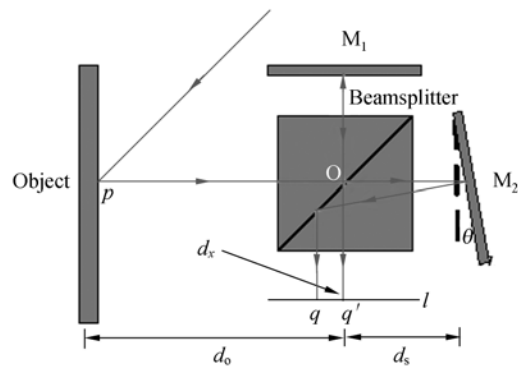 M₁
Beamsplitter
Object
p
O
M₂
θ
dₓ
q
q′
l
dₒ
dₛ